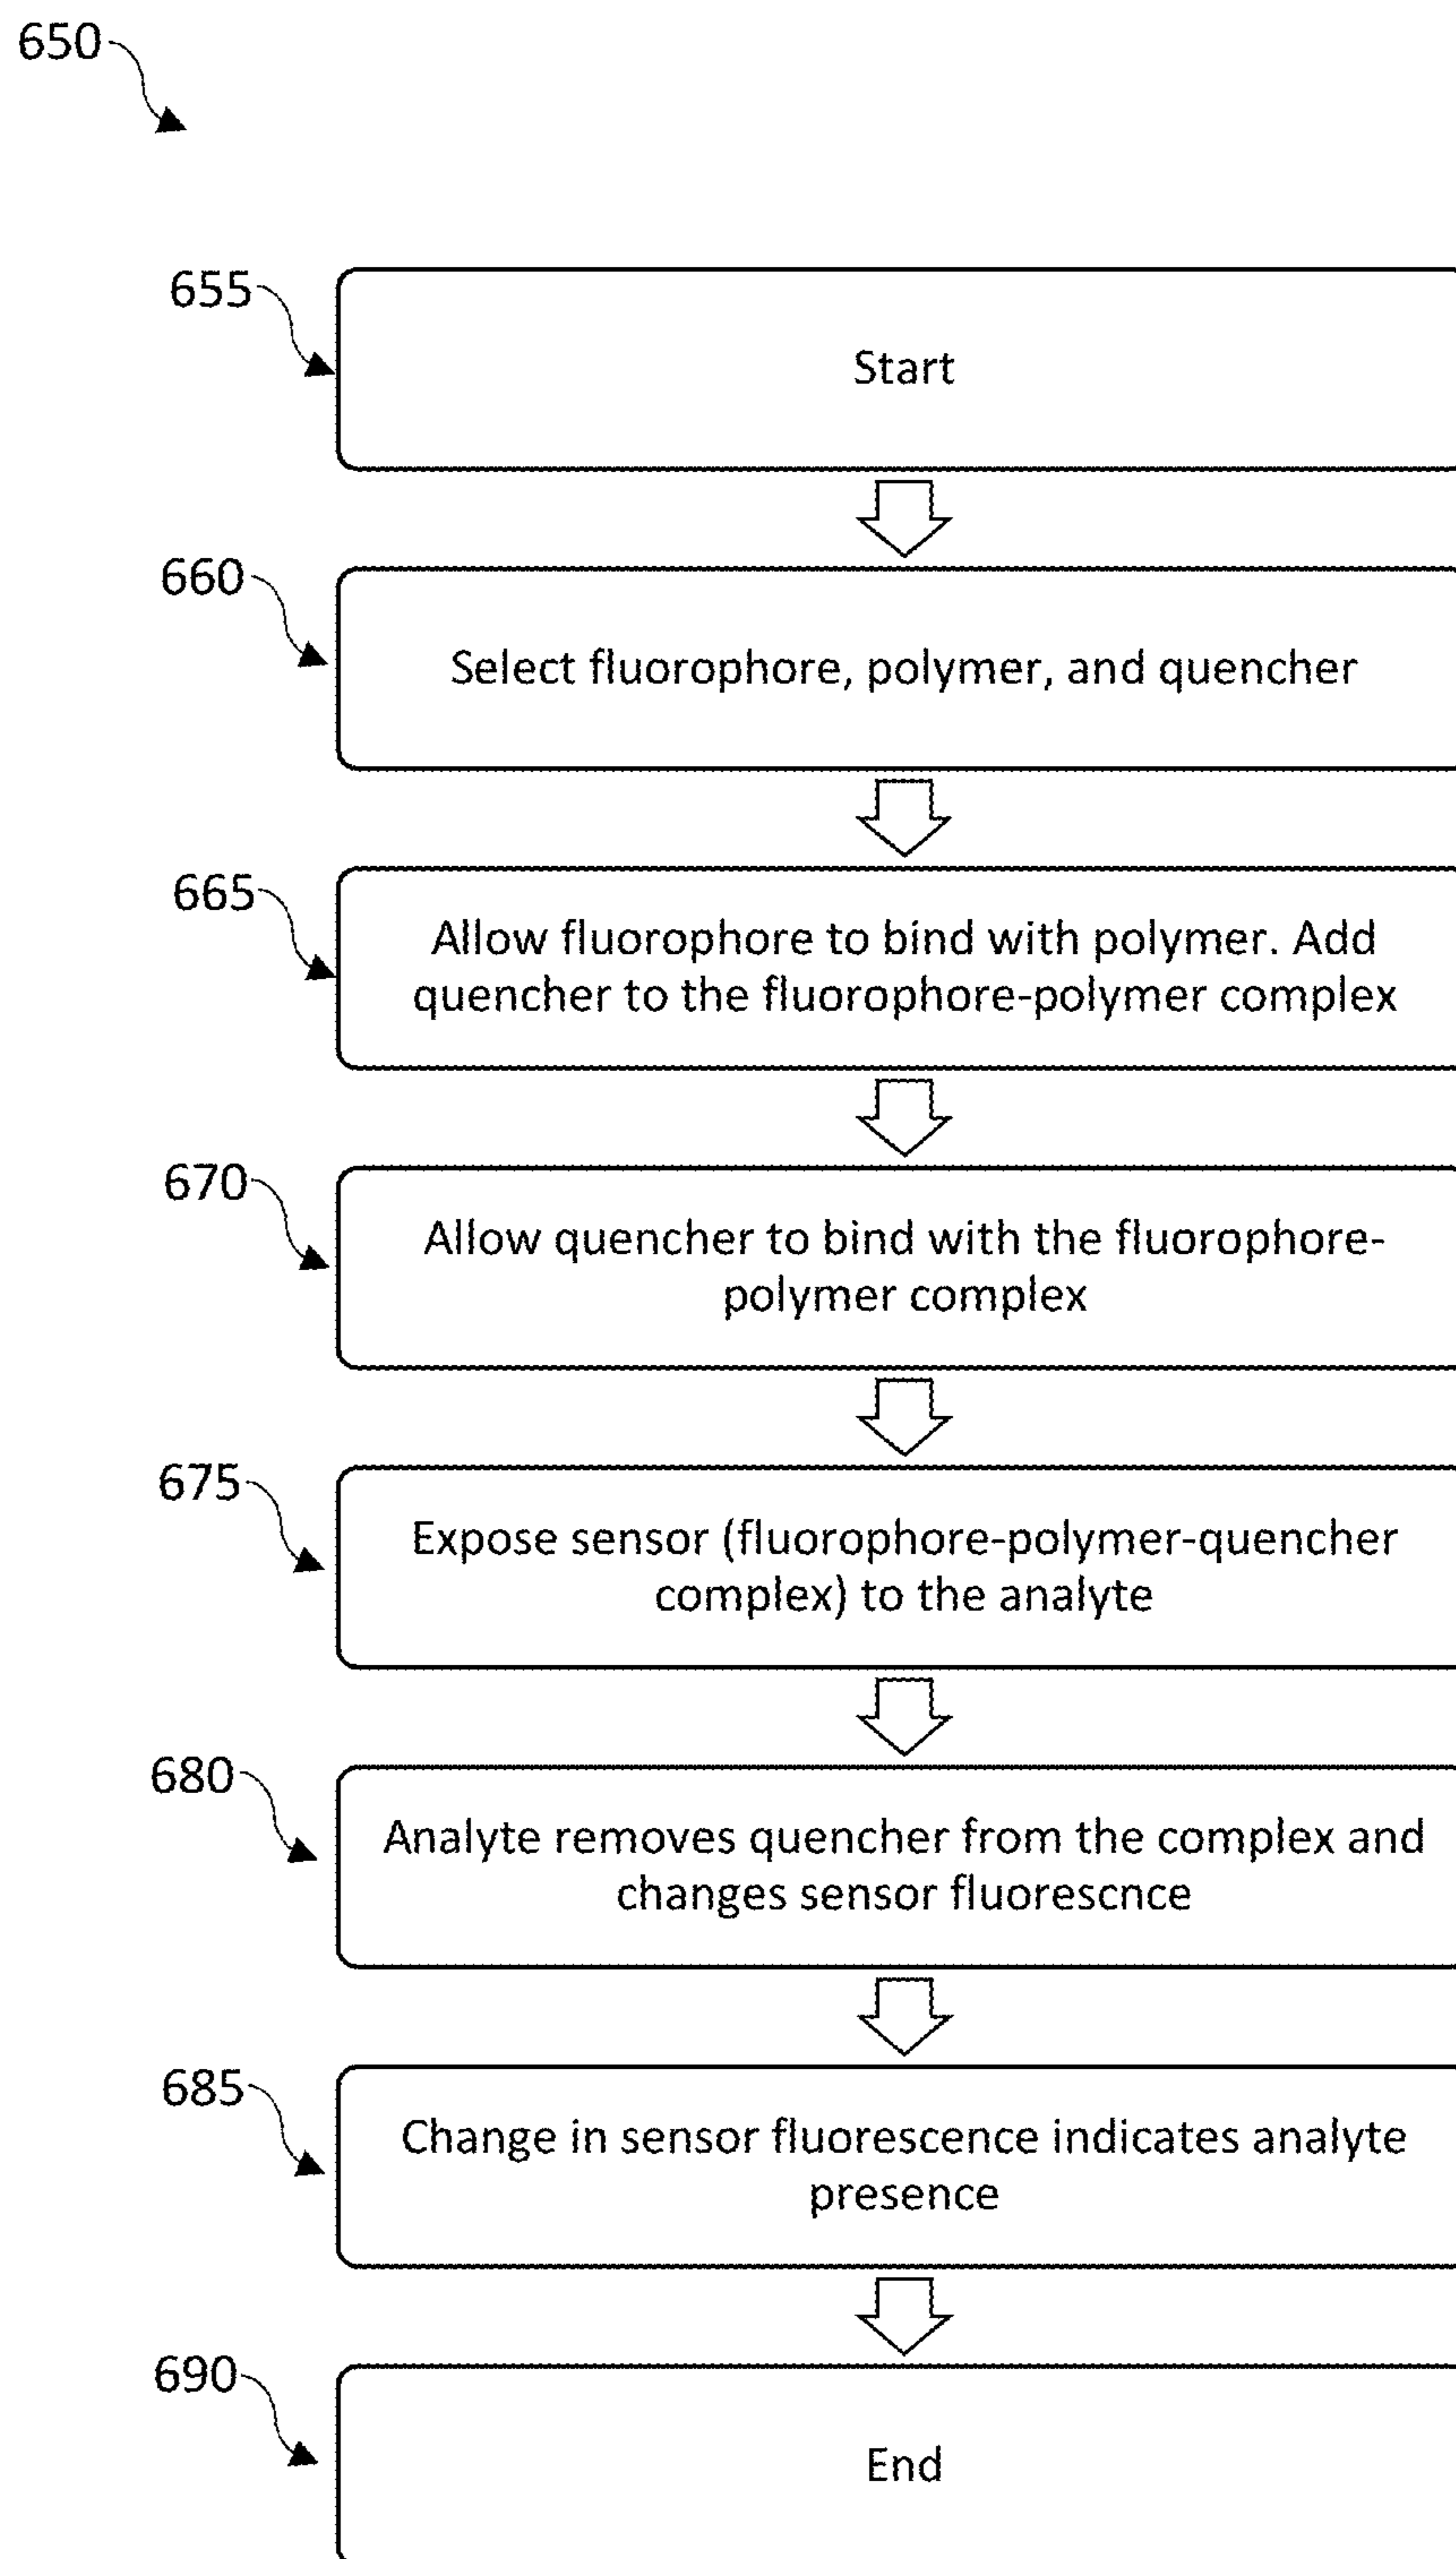 650
655
Start
660
Select fluorophore, polymer, and quencher
665
Allow fluorophore to bind with polymer. Add
quencher to the fluorophore-polymer complex
670
Allow quencher to bind with the fluorophore-
polymer complex
675
Expose sensor (fluorophore-polymer-quencher
complex) to the analyte
680
Analyte removes quencher from the complex and
changes sensor fluorescnce
685
Change in sensor fluorescence indicates analyte
presence
690
End